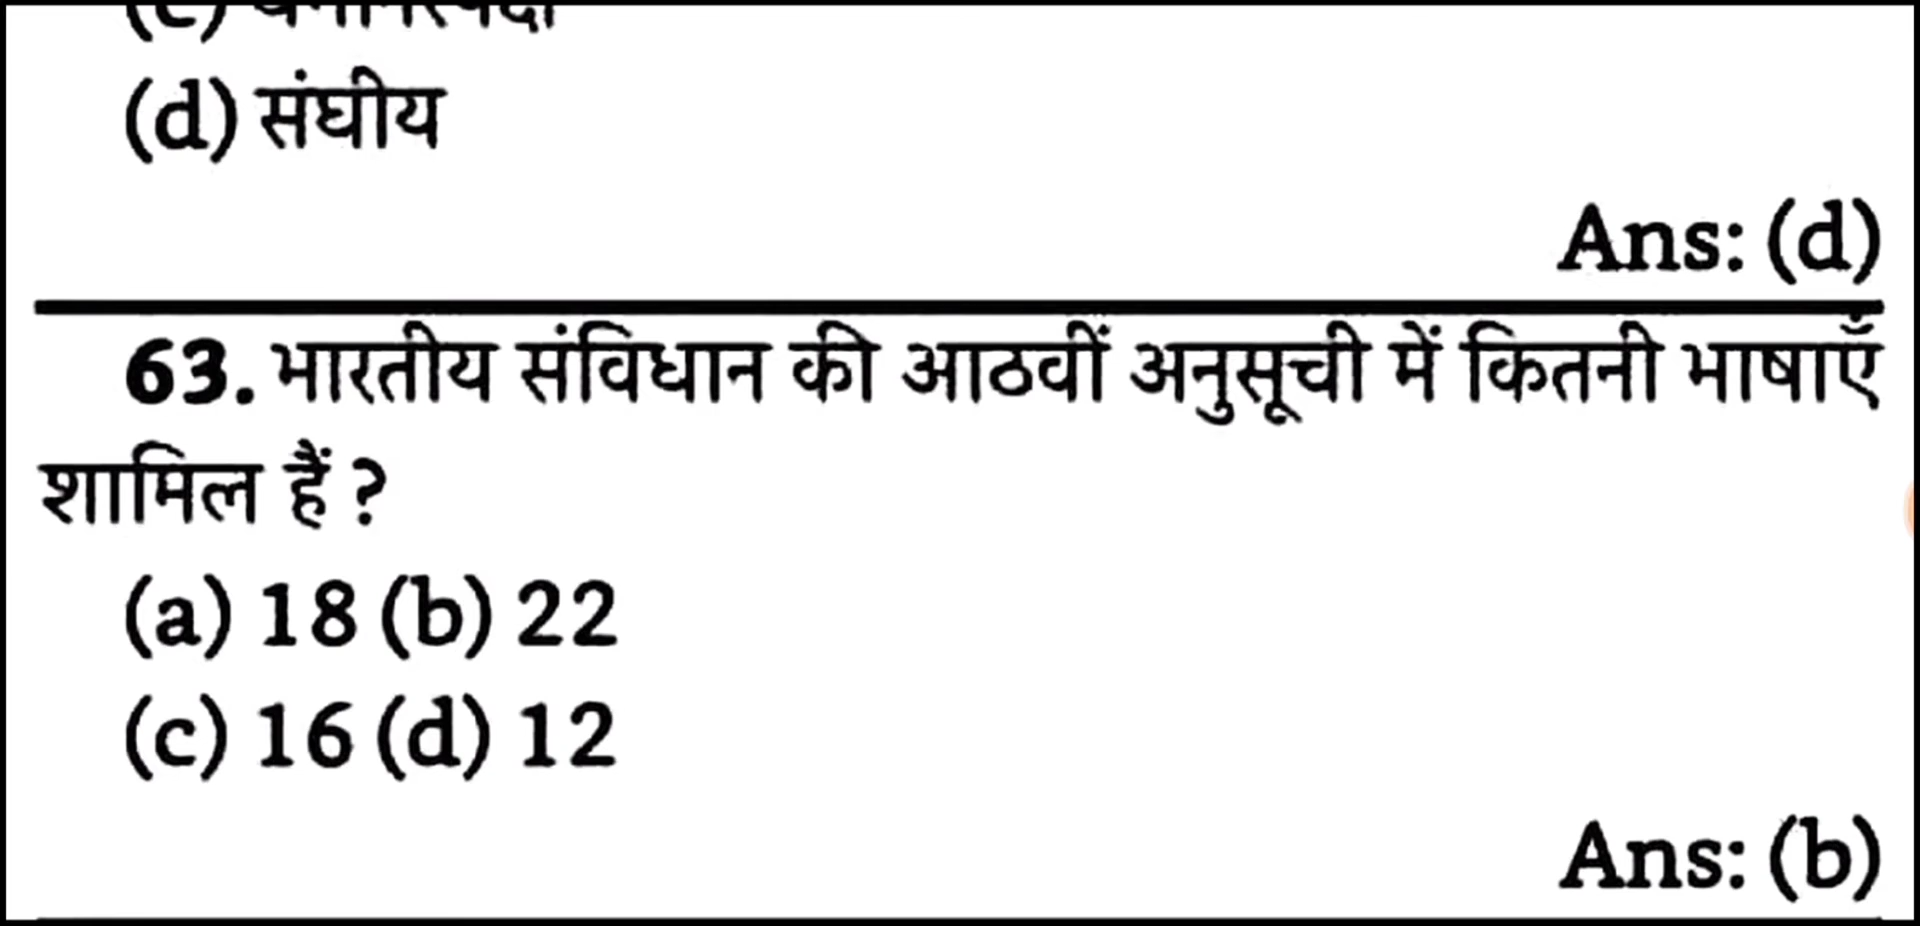 (d) संघीय
Ans: (d)
63. भारतीय संविधान की आठवीं अनुसूची में कितनी भाषाएँ
शामिल हैं ?
(a) 18 (b) 22
(c) 16 (d) 12
Ans: (b)